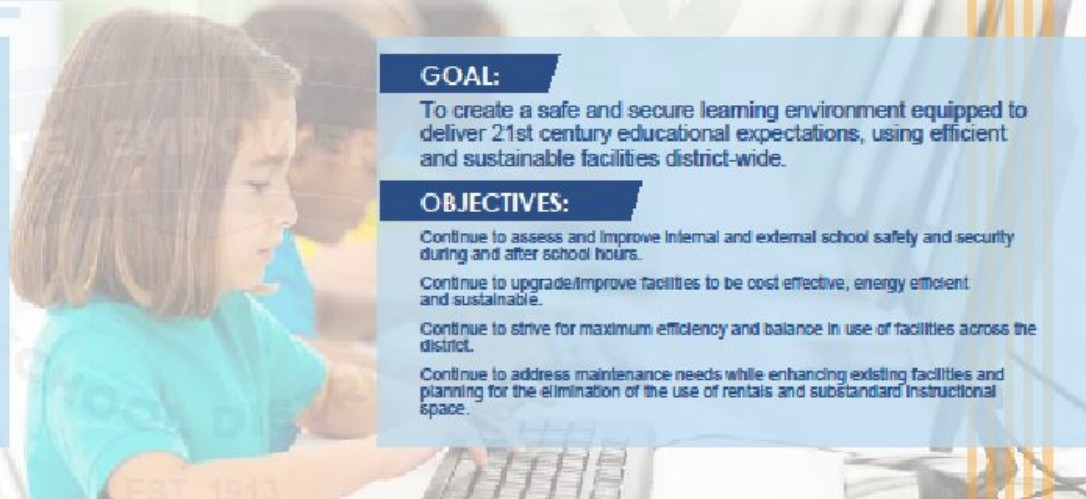 GOAL:
To create a safe and secure learning environment equipped to
deliver 21st century educational expectations, using efficient
and sustainable facilities district-wide.
OBJECTIVES:
Continue to assess and improve internal and external school safety and security
during and after school hours.
Continue to upgrade/improve facilities to be cost effective, energy efficient
and sustainable.
Continue to strive for maximum efficiency and balance in use of facilities across the
district.
Continue to address maintenance needs while enhancing existing facilities and
planning for the elimination of the use of rentals and substandard instructional
space.
EST 1913